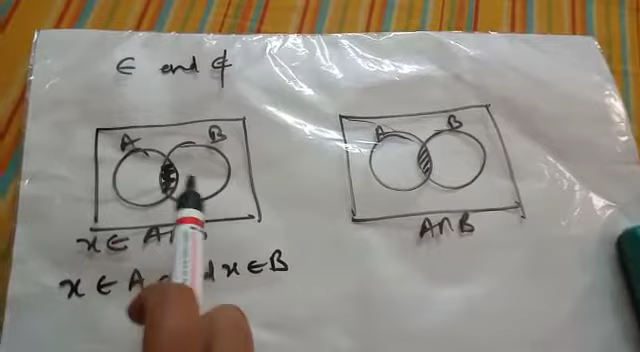 ∈ and ∉
A B
A B
x ∈ A
A∩B
x ∈ A x ∈ B